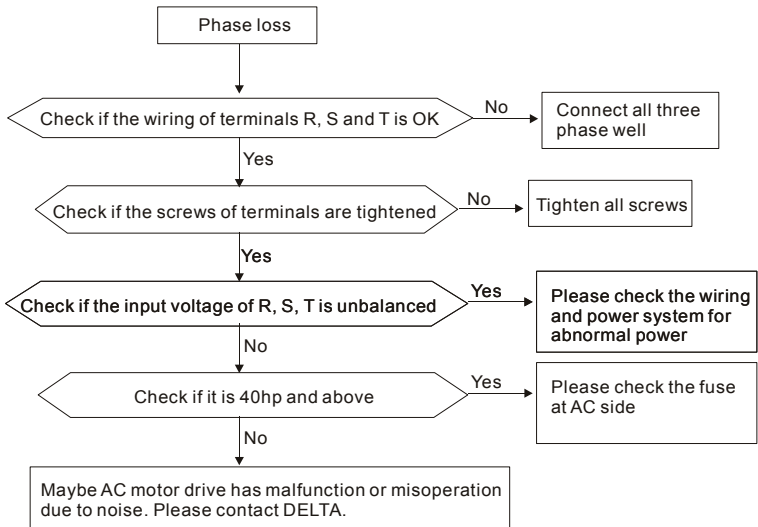 Phase loss
Check if the wiring of terminals R, S and T is OK
No
Connect all three
phase well
Yes
Check if the screws of terminals are tightened
No
Tighten all screws
Yes
Check if the input voltage of R, S, T is unbalanced
Yes
Please check the wiring
and power system for
abnormal power
No
Check if it is 40hp and above
Yes
Please check the fuse
at AC side
No
Maybe AC motor drive has malfunction or misoperation
due to noise. Please contact DELTA.